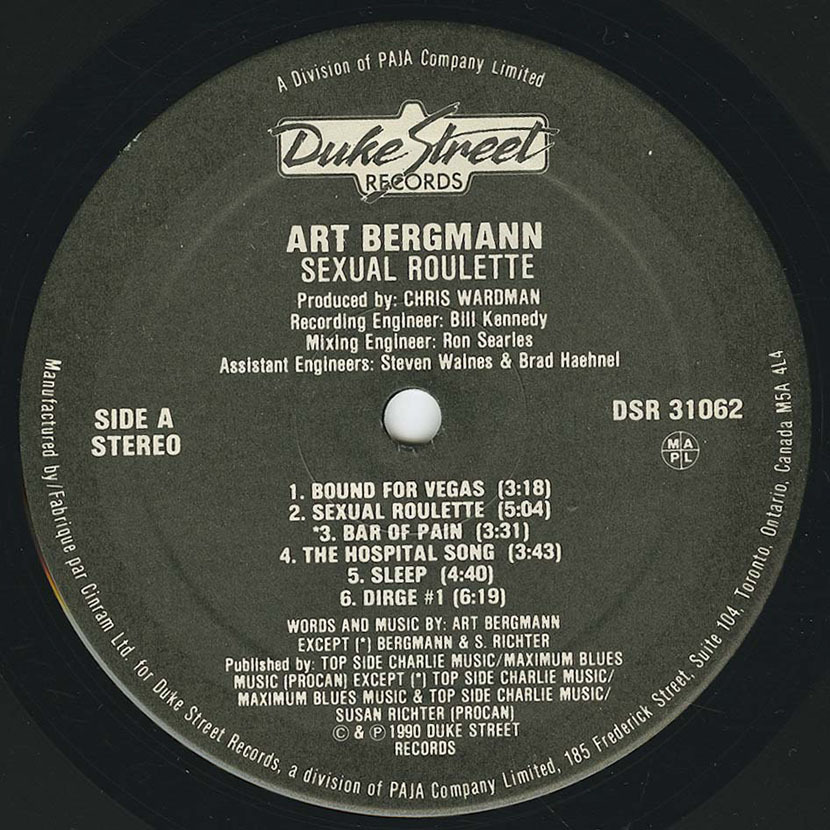 A Division of PAJA Company Limited
Duke Street
RECORDS
ART BERGMANN
SEXUAL ROULETTE
Produced by: CHRIS WARDMAN
Recording Engineer: Bill Kennedy
Mixing Engineer: Ron Searles
Assistant Engineers: Steven Waines & Brad Haehnel
SIDE A
STEREO
DSR 31062
M A
P L
1. BOUND FOR VEGAS (3:18)
2. SEXUAL ROULETTE (5:04)
*3. BAR OF PAIN (3:31)
4. THE HOSPITAL SONG (3:43)
5. SLEEP (4:40)
6. DIRGE #1 (6:19)
WORDS AND MUSIC BY: ART BERGMANN
EXCEPT (*) BERGMANN & S. RICHTER
Published by: TOP SIDE CHARLIE MUSIC/MAXIMUM BLUES
MUSIC (PROCAN) EXCEPT (*) TOP SIDE CHARLIE MUSIC/
MAXIMUM BLUES MUSIC & TOP SIDE CHARLIE MUSIC/
SUSAN RICHTER (PROCAN)
© & ℗ 1990 DUKE STREET
RECORDS
Manufactured by/Fabrique par Cinram Ltd. for Duke Street Records, a division of PAJA Company Limited, 185 Frederick Street, Suite 104, Toronto, Ontario, Canada M5A 4L4